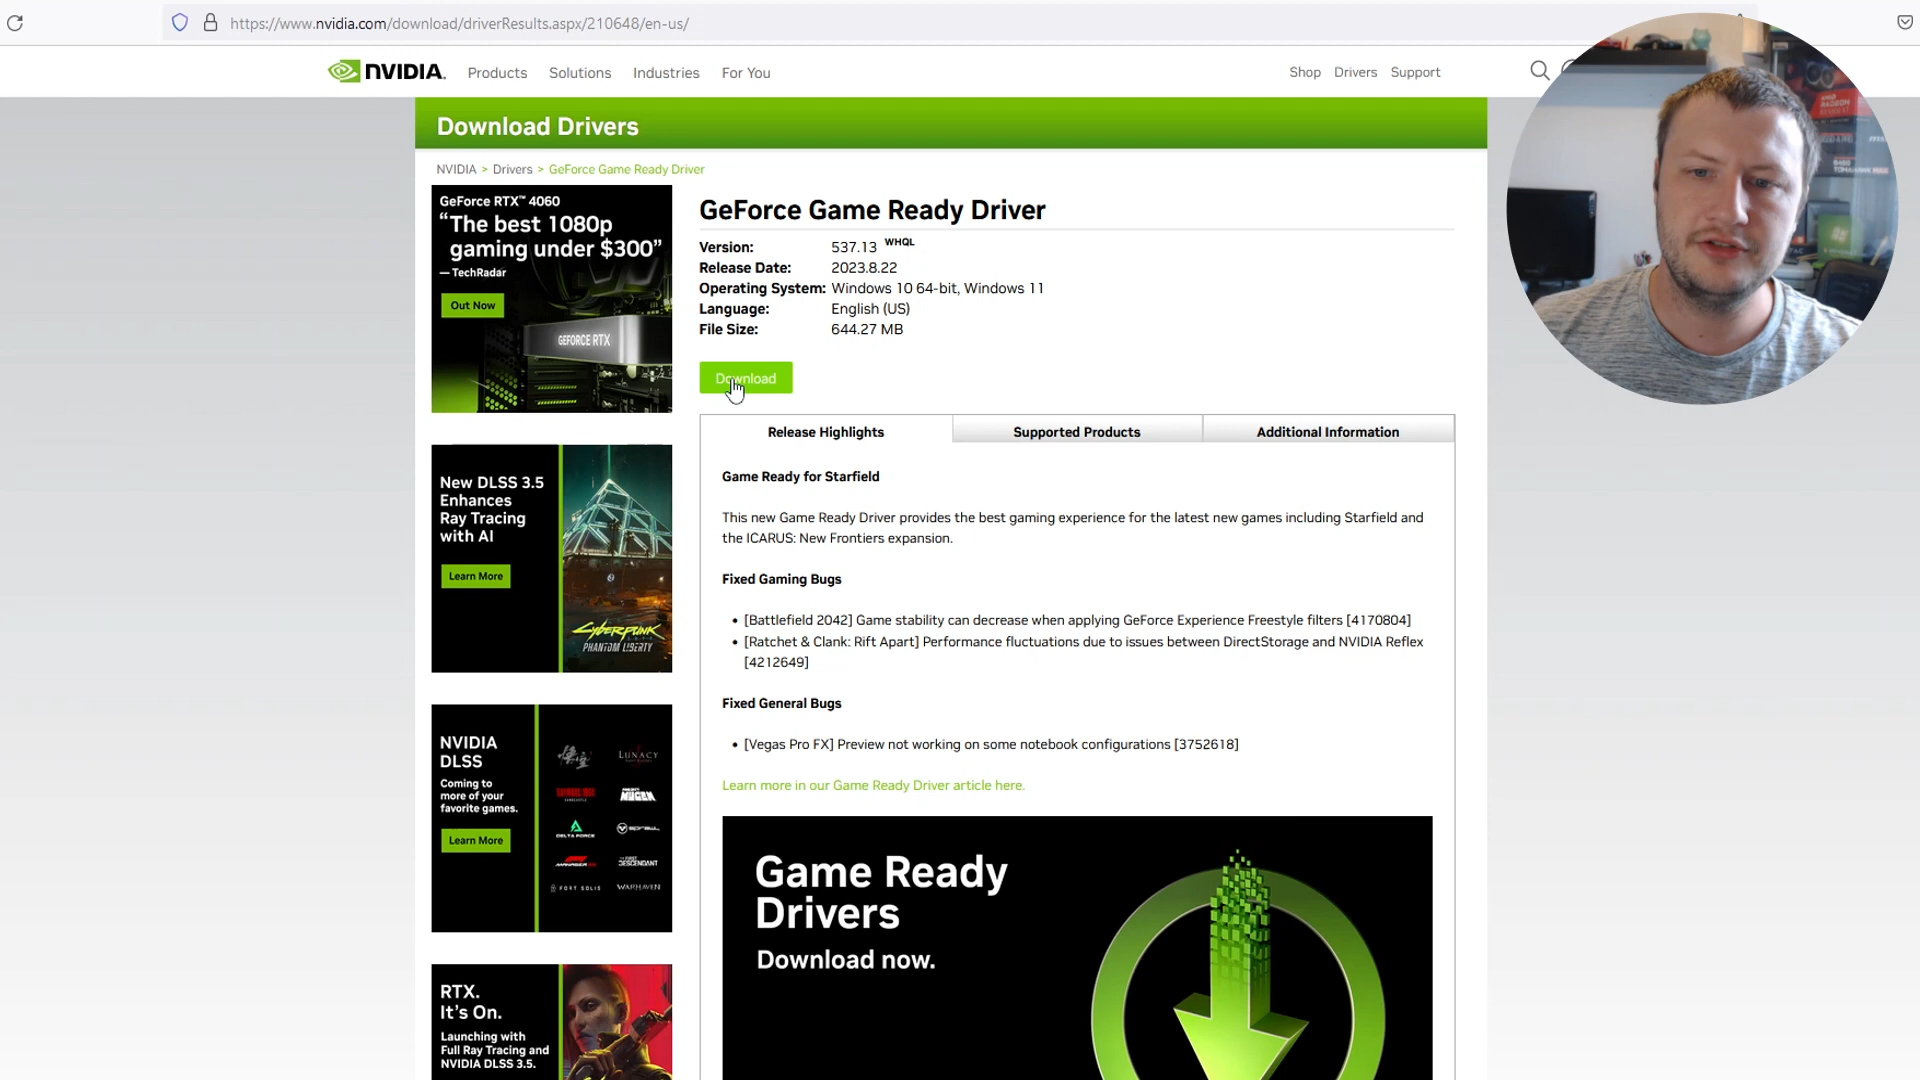 https://www.nvidia.com/download/driverResults.aspx/210648/en-us/
NVIDIA.
Products
Solutions
Industries
For You
Shop
Drivers
Support
Download Drivers
NVIDIA > Drivers > GeForce Game Ready Driver
GeForce RTX™ 4060
“The best 1080p
gaming under $300”
— TechRadar
Out Now
GEFORCE RTX
GeForce Game Ready Driver
Version: 537.13 WHQL
Release Date: 2023.8.22
Operating System: Windows 10 64-bit, Windows 11
Language: English (US)
File Size: 644.27 MB
Download
Release Highlights
Supported Products
Additional Information
Game Ready for Starfield
This new Game Ready Driver provides the best gaming experience for the latest new games including Starfield and
the ICARUS: New Frontiers expansion.
Fixed Gaming Bugs
• [Battlefield 2042] Game stability can decrease when applying GeForce Experience Freestyle filters [4170804]
• [Ratchet & Clank: Rift Apart] Performance fluctuations due to issues between DirectStorage and NVIDIA Reflex
[4212649]
Fixed General Bugs
• [Vegas Pro FX] Preview not working on some notebook configurations [3752618]
Learn more in our Game Ready Driver article here.
Game Ready
Drivers
Download now.
New DLSS 3.5
Enhances
Ray Tracing
with AI
Learn More
Cyberpunk
PHANTOM LIBERTY
NVIDIA
DLSS
Coming to
more of your
favorite games.
Learn More
LUNACY
NUCEN
DELTA FORCE
SPRAWL
MANAGER
THE FIRST
DESCENDANT
FORT SOLIS
WARHAVEN
RTX.
It’s On.
Launching with
Full Ray Tracing and
NVIDIA DLSS 3.5.
RADEON
TOMAHAWK